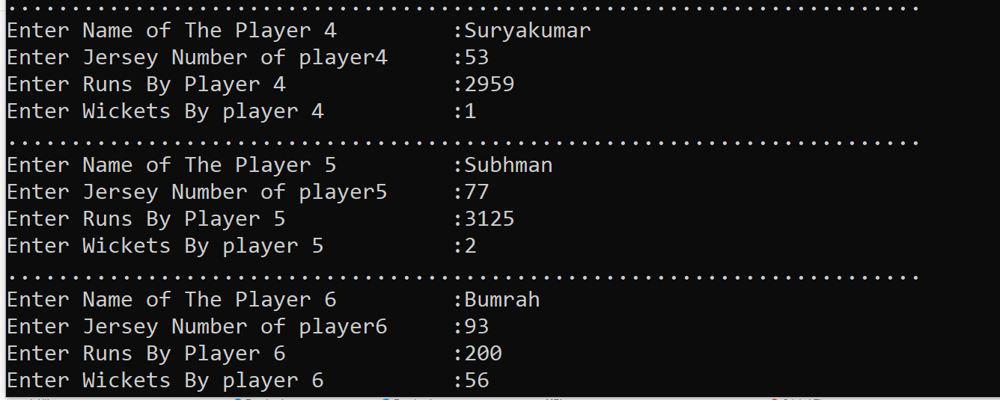 ........................................................................
Enter Name of The Player 4 :Suryakumar
Enter Jersey Number of player4 :53
Enter Runs By Player 4 :2959
Enter Wickets By player 4 :1
........................................................................
Enter Name of The Player 5 :Subhman
Enter Jersey Number of player5 :77
Enter Runs By Player 5 :3125
Enter Wickets By player 5 :2
........................................................................
Enter Name of The Player 6 :Bumrah
Enter Jersey Number of player6 :93
Enter Runs By Player 6 :200
Enter Wickets By player 6 :56